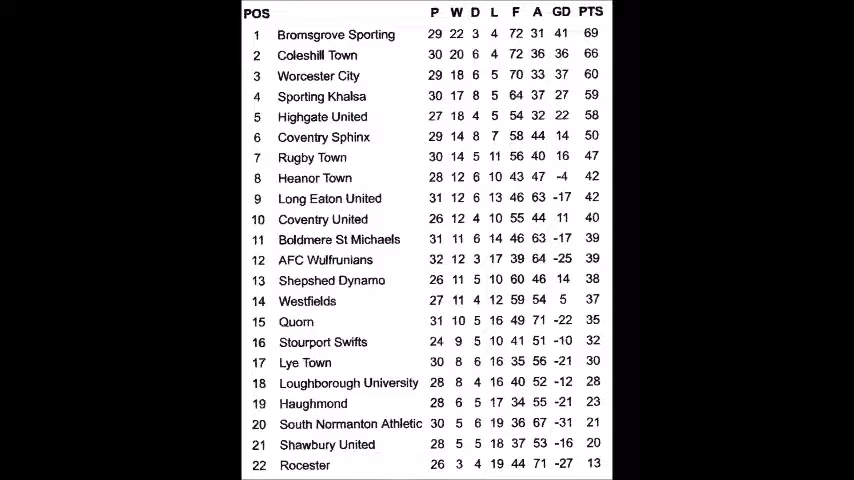 POS P W D L F A GD PTS
1 Bromsgrove Sporting 29 22 3 4 72 31 41 69
2 Coleshill Town 30 20 6 4 72 36 36 66
3 Worcester City 29 18 6 5 70 33 37 60
4 Sporting Khalsa 30 17 8 5 64 37 27 59
5 Highgate United 27 18 4 5 54 32 22 58
6 Coventry Sphinx 29 14 8 7 58 44 14 50
7 Rugby Town 30 14 5 11 56 40 16 47
8 Heanor Town 28 12 6 10 43 47 -4 42
9 Long Eaton United 31 12 6 13 46 63 -17 42
10 Coventry United 26 12 4 10 55 44 11 40
11 Boldmere St Michaels 31 11 6 14 46 63 -17 39
12 AFC Wulfrunians 32 12 3 17 39 64 -25 39
13 Shepshed Dynamo 26 11 5 10 60 46 14 38
14 Westfields 27 11 4 12 59 54 5 37
15 Quorn 31 10 5 16 49 71 -22 35
16 Stourport Swifts 24 9 5 10 41 51 -10 32
17 Lye Town 30 8 6 16 35 56 -21 30
18 Loughborough University 28 8 4 16 40 52 -12 28
19 Haughmond 28 6 5 17 34 55 -21 23
20 South Normanton Athletic 30 5 6 19 36 67 -31 21
21 Shawbury United 28 5 5 18 37 53 -16 20
22 Rocester 26 3 4 19 44 71 -27 13